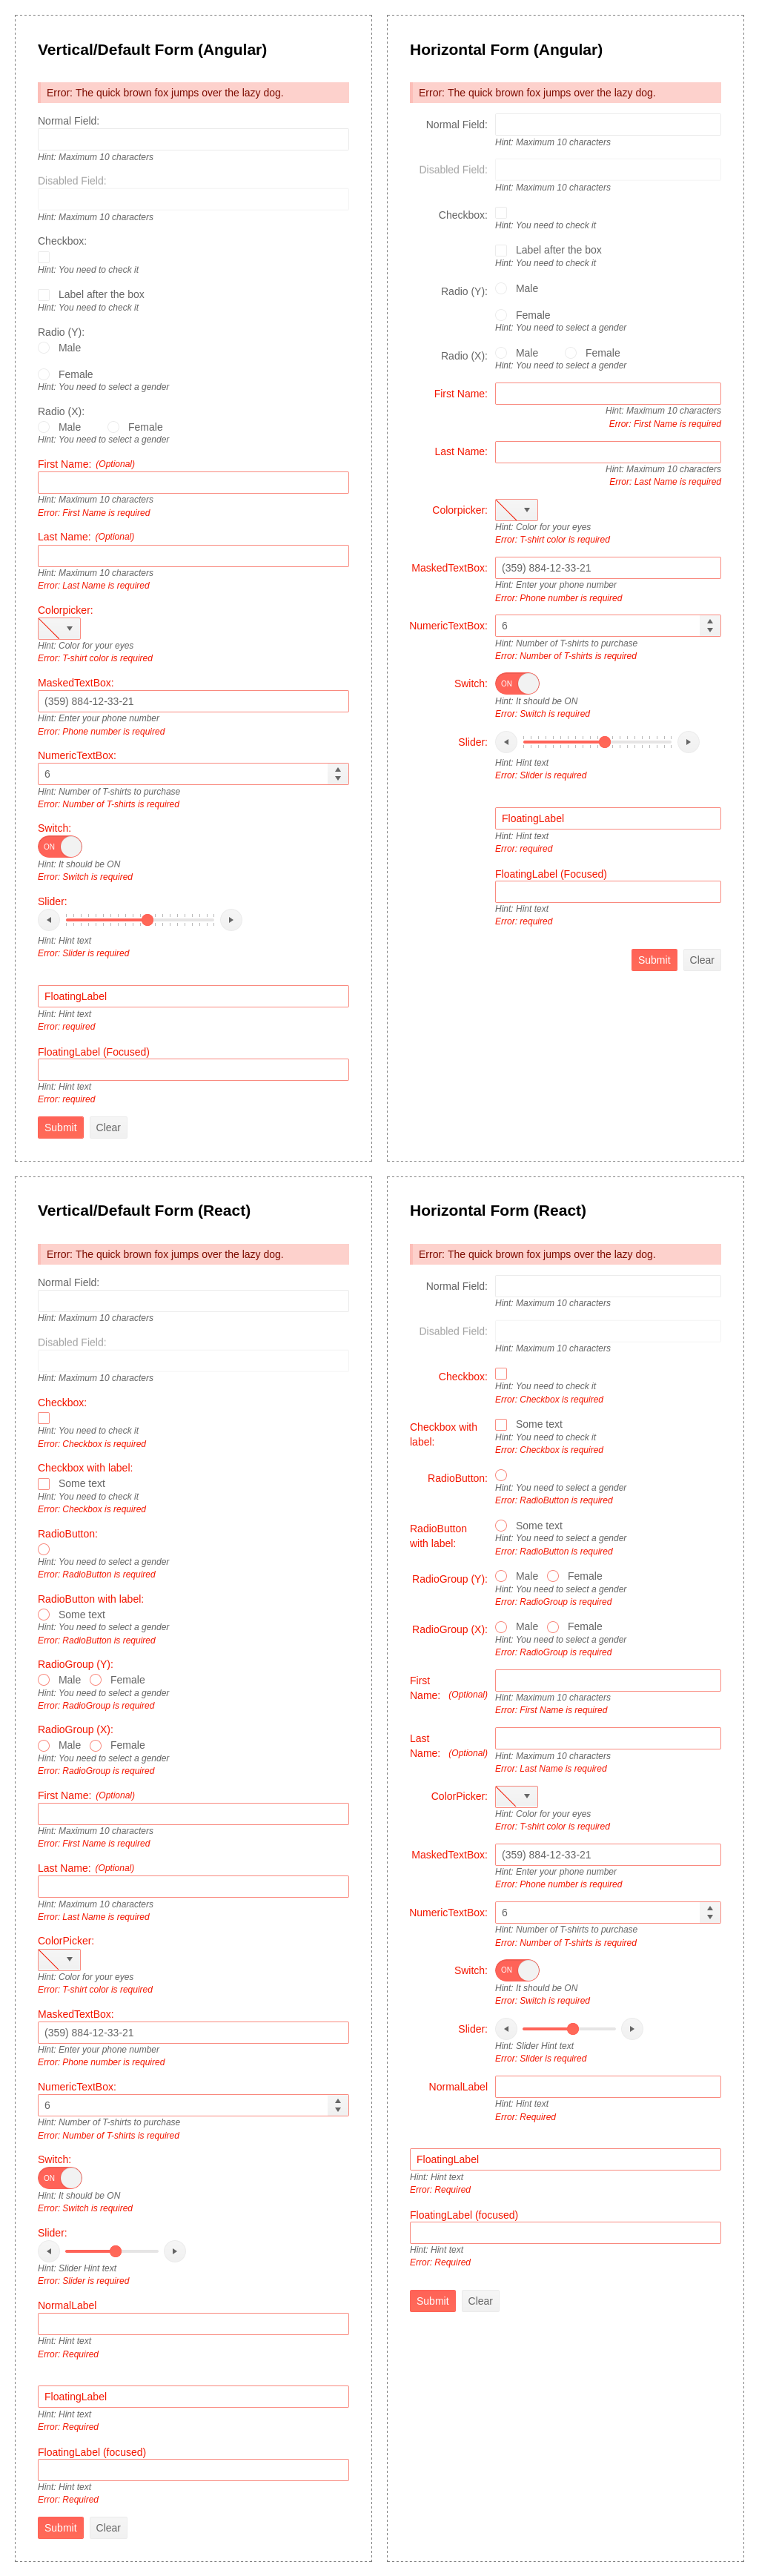 Vertical/Default Form (Angular)
Error: The quick brown fox jumps over the lazy dog.
Normal Field:
Hint: Maximum 10 characters
Disabled Field:
Hint: Maximum 10 characters
Checkbox:
Hint: You need to check it
Label after the box
Hint: You need to check it
Radio (Y):
Male
Female
Hint: You need to select a gender
Radio (X):
Male Female
Hint: You need to select a gender
First Name: (Optional)
Hint: Maximum 10 characters
Error: First Name is required
Last Name: (Optional)
Hint: Maximum 10 characters
Error: Last Name is required
Colorpicker:
Hint: Color for your eyes
Error: T-shirt color is required
MaskedTextBox:
(359) 884-12-33-21
Hint: Enter your phone number
Error: Phone number is required
NumericTextBox:
6
Hint: Number of T-shirts to purchase
Error: Number of T-shirts is required
Switch:
ON
Hint: It should be ON
Error: Switch is required
Slider:
Hint: Hint text
Error: Slider is required
FloatingLabel
Hint: Hint text
Error: required
FloatingLabel (Focused)
Hint: Hint text
Error: required
Submit Clear
Horizontal Form (Angular)
Error: The quick brown fox jumps over the lazy dog.
Normal Field:
Hint: Maximum 10 characters
Disabled Field:
Hint: Maximum 10 characters
Checkbox:
Hint: You need to check it
Label after the box
Hint: You need to check it
Radio (Y): Male
Female
Hint: You need to select a gender
Radio (X): Male Female
Hint: You need to select a gender
First Name:
Hint: Maximum 10 characters
Error: First Name is required
Last Name:
Hint: Maximum 10 characters
Error: Last Name is required
Colorpicker:
Hint: Color for your eyes
Error: T-shirt color is required
MaskedTextBox: (359) 884-12-33-21
Hint: Enter your phone number
Error: Phone number is required
NumericTextBox: 6
Hint: Number of T-shirts to purchase
Error: Number of T-shirts is required
Switch: ON
Hint: It should be ON
Error: Switch is required
Slider:
Hint: Hint text
Error: Slider is required
FloatingLabel
Hint: Hint text
Error: required
FloatingLabel (Focused)
Hint: Hint text
Error: required
Submit Clear
Vertical/Default Form (React)
Error: The quick brown fox jumps over the lazy dog.
Normal Field:
Hint: Maximum 10 characters
Disabled Field:
Hint: Maximum 10 characters
Checkbox:
Hint: You need to check it
Error: Checkbox is required
Checkbox with label:
Some text
Hint: You need to check it
Error: Checkbox is required
RadioButton:
Hint: You need to select a gender
Error: RadioButton is required
RadioButton with label:
Some text
Hint: You need to select a gender
Error: RadioButton is required
RadioGroup (Y):
Male Female
Hint: You need to select a gender
Error: RadioGroup is required
RadioGroup (X):
Male Female
Hint: You need to select a gender
Error: RadioGroup is required
First Name: (Optional)
Hint: Maximum 10 characters
Error: First Name is required
Last Name: (Optional)
Hint: Maximum 10 characters
Error: Last Name is required
ColorPicker:
Hint: Color for your eyes
Error: T-shirt color is required
MaskedTextBox:
(359) 884-12-33-21
Hint: Enter your phone number
Error: Phone number is required
NumericTextBox:
6
Hint: Number of T-shirts to purchase
Error: Number of T-shirts is required
Switch:
ON
Hint: It should be ON
Error: Switch is required
Slider:
Hint: Slider Hint text
Error: Slider is required
NormalLabel
Hint: Hint text
Error: Required
FloatingLabel
Hint: Hint text
Error: Required
FloatingLabel (focused)
Hint: Hint text
Error: Required
Submit Clear
Horizontal Form (React)
Error: The quick brown fox jumps over the lazy dog.
Normal Field:
Hint: Maximum 10 characters
Disabled Field:
Hint: Maximum 10 characters
Checkbox:
Hint: You need to check it
Error: Checkbox is required
Checkbox with
label:
Some text
Hint: You need to check it
Error: Checkbox is required
RadioButton:
Hint: You need to select a gender
Error: RadioButton is required
RadioButton
with label:
Some text
Hint: You need to select a gender
Error: RadioButton is required
RadioGroup (Y): Male Female
Hint: You need to select a gender
Error: RadioGroup is required
RadioGroup (X): Male Female
Hint: You need to select a gender
Error: RadioGroup is required
First
Name: (Optional)
Hint: Maximum 10 characters
Error: First Name is required
Last
Name: (Optional)
Hint: Maximum 10 characters
Error: Last Name is required
ColorPicker:
Hint: Color for your eyes
Error: T-shirt color is required
MaskedTextBox: (359) 884-12-33-21
Hint: Enter your phone number
Error: Phone number is required
NumericTextBox: 6
Hint: Number of T-shirts to purchase
Error: Number of T-shirts is required
Switch: ON
Hint: It should be ON
Error: Switch is required
Slider:
Hint: Slider Hint text
Error: Slider is required
NormalLabel
Hint: Hint text
Error: Required
FloatingLabel
Hint: Hint text
Error: Required
FloatingLabel (focused)
Hint: Hint text
Error: Required
Submit Clear